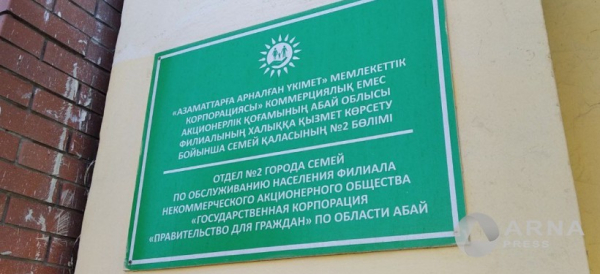 «АЗАМАТТАРҒА АРНАЛҒАН ҮКІМЕТ» МЕМЛЕКЕТТІК
КОРПОРАЦИЯСЫ» КОММЕРЦИЯЛЫҚ ЕМЕС
АКЦИОНЕРЛІК ҚОҒАМЫНЫҢ АБАЙ ОБЛЫСЫ
ФИЛИАЛЫНЫҢ ХАЛЫҚҚА ҚЫЗМЕТ КӨРСЕТУ
БОЙЫНША СЕМЕЙ ҚАЛАСЫНЫҢ №2 БӨЛІМІ
ОТДЕЛ №2 ГОРОДА СЕМЕЙ
ПО ОБСЛУЖИВАНИЮ НАСЕЛЕНИЯ ФИЛИАЛА
НЕКОММЕРЧЕСКОГО АКЦИОНЕРНОГО ОБЩЕСТВА
«ГОСУДАРСТВЕННАЯ КОРПОРАЦИЯ
«ПРАВИТЕЛЬСТВО ДЛЯ ГРАЖДАН» ПО ОБЛАСТИ АБАЙ
ARNA
PRESS